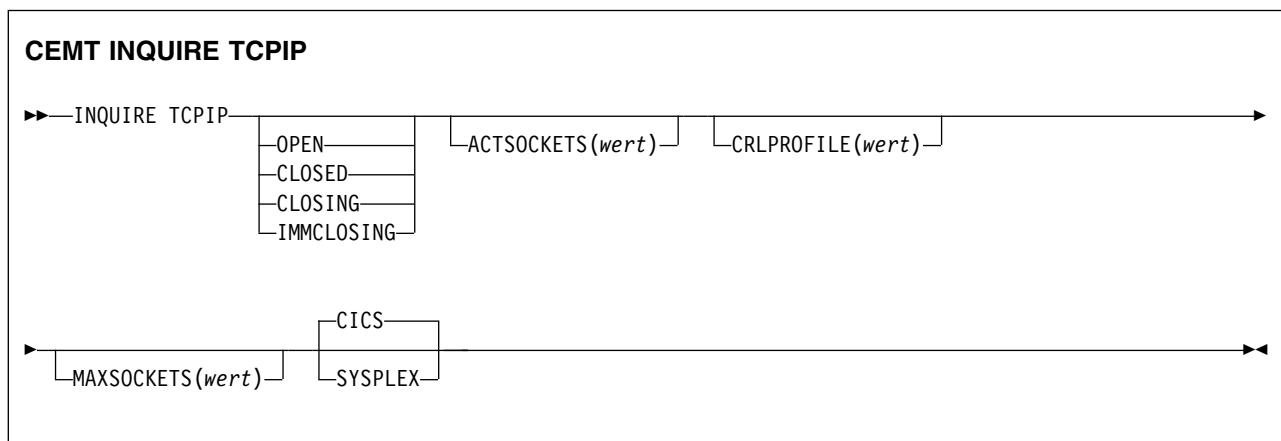 CEMT INQUIRE TCPIP
INQUIRE TCPIP
OPEN
CLOSED
CLOSING
IMMCLOSING
ACTSOCKETS(wert)
CRLPROFILE(wert)
MAXSOCKETS(wert)
CICS
SYSPLEX